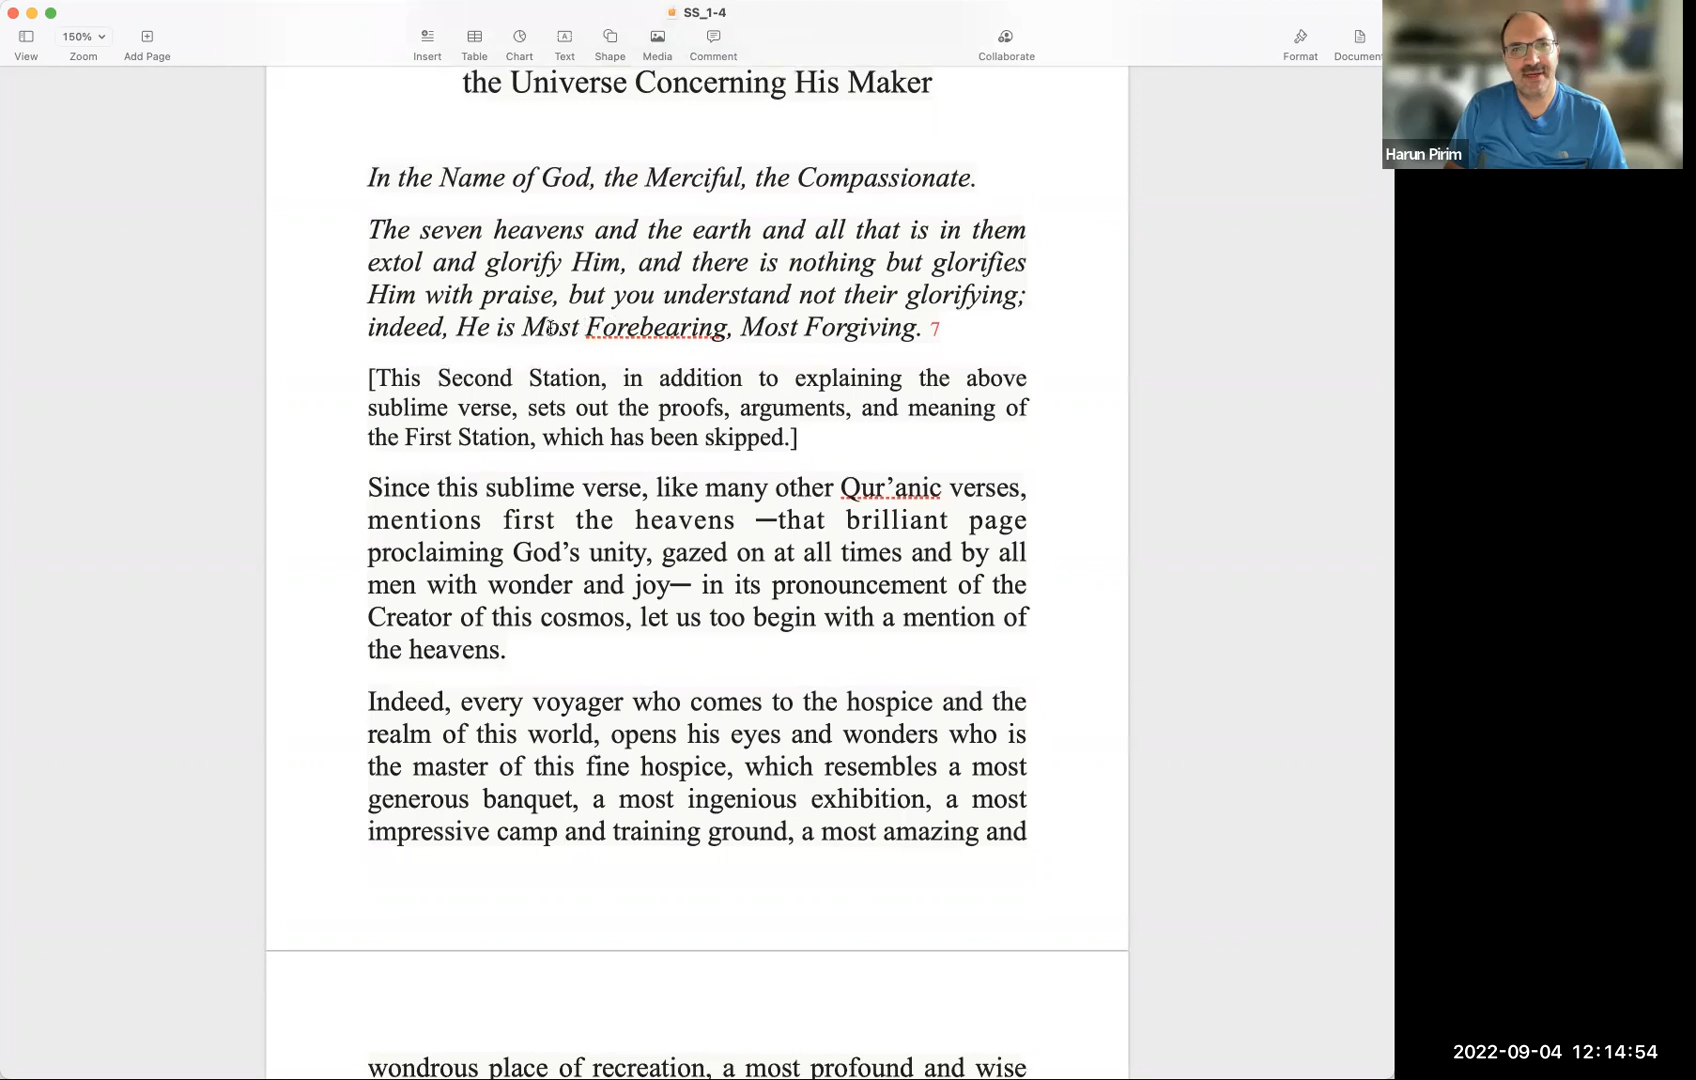 SS_1-4
150%
View
Zoom
Add Page
Insert
Table
Chart
Text
Shape
Media
Comment
Collaborate
Format
Documen
Harun Pirim
the Universe Concerning His Maker
In the Name of God, the Merciful, the Compassionate.
The seven heavens and the earth and all that is in them
extol and glorify Him, and there is nothing but glorifies
Him with praise, but you understand not their glorifying;
indeed, He is Most Forebearing, Most Forgiving. 7
[This Second Station, in addition to explaining the above
sublime verse, sets out the proofs, arguments, and meaning of
the First Station, which has been skipped.]
Since this sublime verse, like many other Qur’anic verses,
mentions first the heavens —that brilliant page
proclaiming God’s unity, gazed on at all times and by all
men with wonder and joy— in its pronouncement of the
Creator of this cosmos, let us too begin with a mention of
the heavens.
Indeed, every voyager who comes to the hospice and the
realm of this world, opens his eyes and wonders who is
the master of this fine hospice, which resembles a most
generous banquet, a most ingenious exhibition, a most
impressive camp and training ground, a most amazing and
wondrous place of recreation, a most profound and wise
2022-09-04 12:14:54